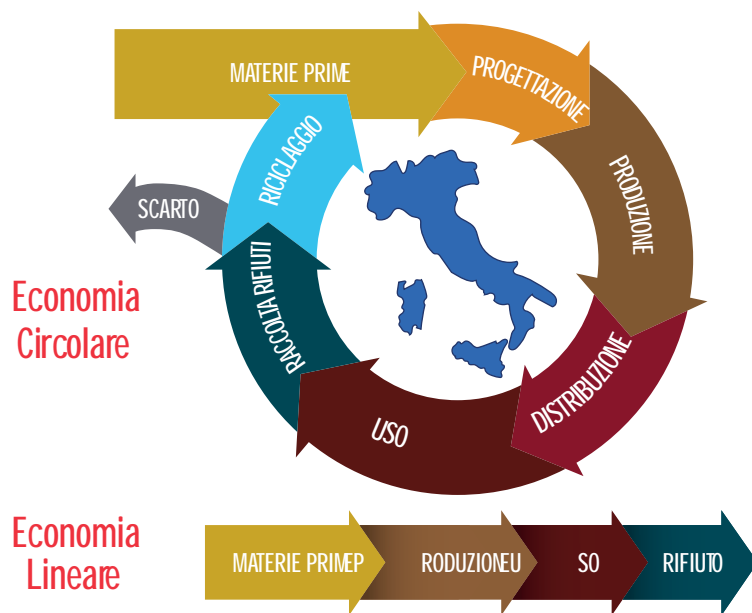 MATERIE PRIME
PROGETTAZIONE
PRODUZIONE
DISTRIBUZIONE
USO
RACCOLTA RIFIUTI
RICICLAGGIO
SCARTO
Economia
Circolare
Economia
Lineare
MATERIE PRIMEP
RODUZIONEU
SO
RIFIUTO